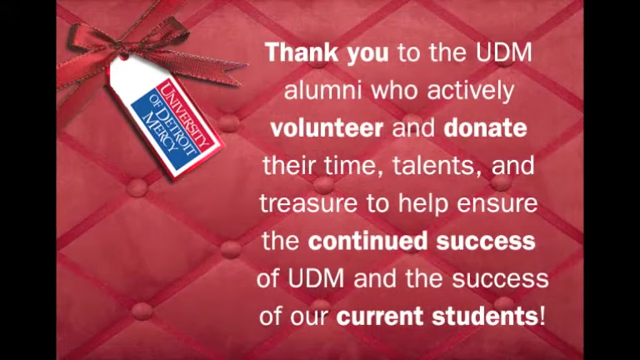 UNIVERSITY
OF DETROIT
MERCY
Thank you to the UDM
alumni who actively
volunteer and donate
their time, talents, and
treasure to help ensure
the continued success
of UDM and the success
of our current students!